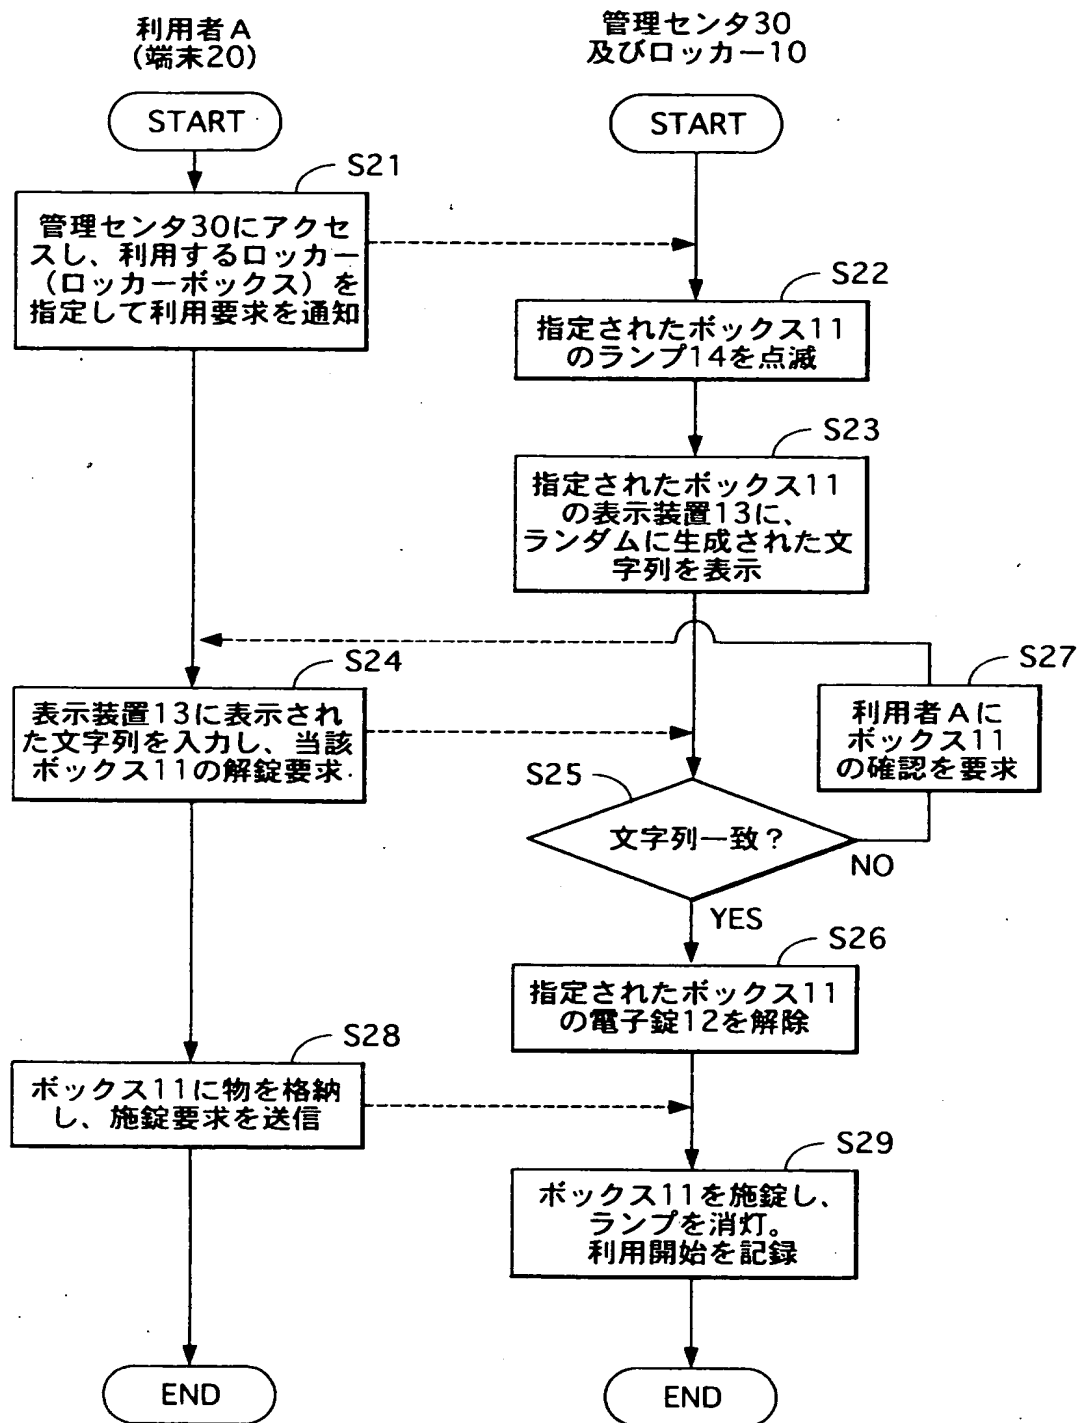 利用者A
(端末20)
管理センタ30
及びロッカー10
START
START
S21
管理センタ30にアクセ
スし、利用するロッカー
(ロッカーボックス)を
指定して利用要求を通知
S22
指定されたボックス11
のランプ14を点滅
S23
指定されたボックス11
の表示装置13に、
ランダムに生成された文
字列を表示
S24
表示装置13に表示され
た文字列を入力し、当該
ボックス11の解錠要求
S27
利用者Aに
ボックス11
の確認を要求
S25
文字列一致?
NO
YES
S26
指定されたボックス11
の電子錠12を解除
S28
ボックス11に物を格納
し、施錠要求を送信
S29
ボックス11を施錠し、
ランプを消灯。
利用開始を記録
END
END